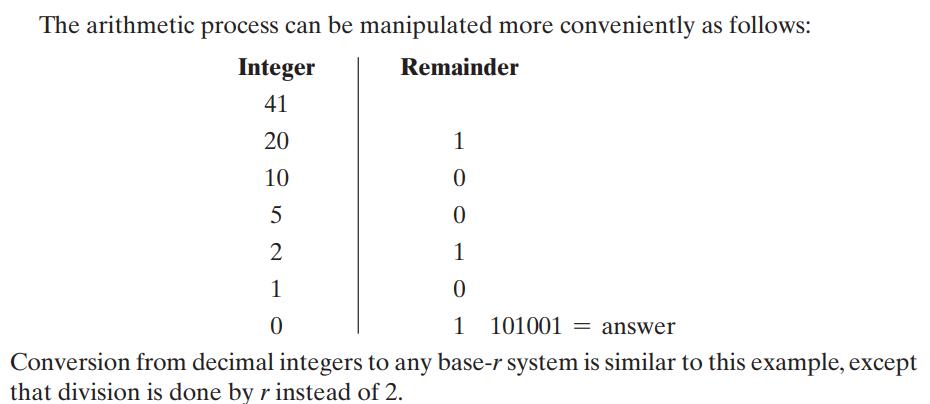 The arithmetic process can be manipulated more conveniently as follows:
Integer Remainder
41
20 1
10 0
5 0
2 1
1 0
0 1 101001 = answer
Conversion from decimal integers to any base-r system is similar to this example, except
that division is done by r instead of 2.